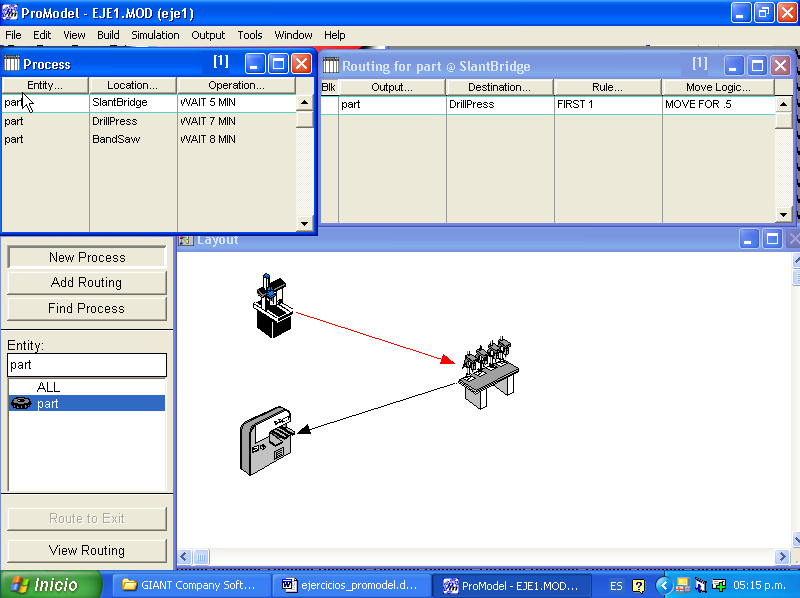 ProModel - EJE1.MOD (eje1)
File Edit View Build Simulation Output Tools Window Help
Process [1]
Entity... Location... Operation...
part SlantBridge WAIT 5 MIN
part DrillPress WAIT 7 MIN
part BandSaw WAIT 8 MIN
Routing for part @ SlantBridge [1]
Blk Output... Destination... Rule... Move Logic...
part DrillPress FIRST 1 MOVE FOR .5
Layout
New Process
Add Routing
Find Process
Entity:
part
ALL
part
Route to Exit
View Routing
Inicio GIANT Company Soft... ejercicios_promodel.d... ProModel - EJE1.MOD... ES 05:15 p.m.